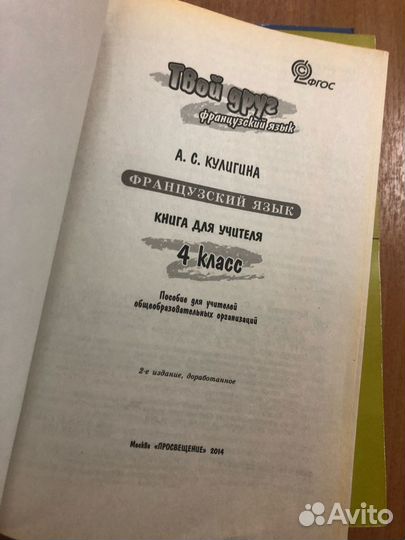 ФГОС
Твой друг
французский язык
А. С. КУЛИГИНА
ФРАНЦУЗСКИЙ ЯЗЫК
КНИГА ДЛЯ УЧИТЕЛЯ
4 класс
Пособие для учителей
общеобразовательных организаций
2-е издание, доработанное
Москва «ПРОСВЕЩЕНИЕ» 2014
Avito